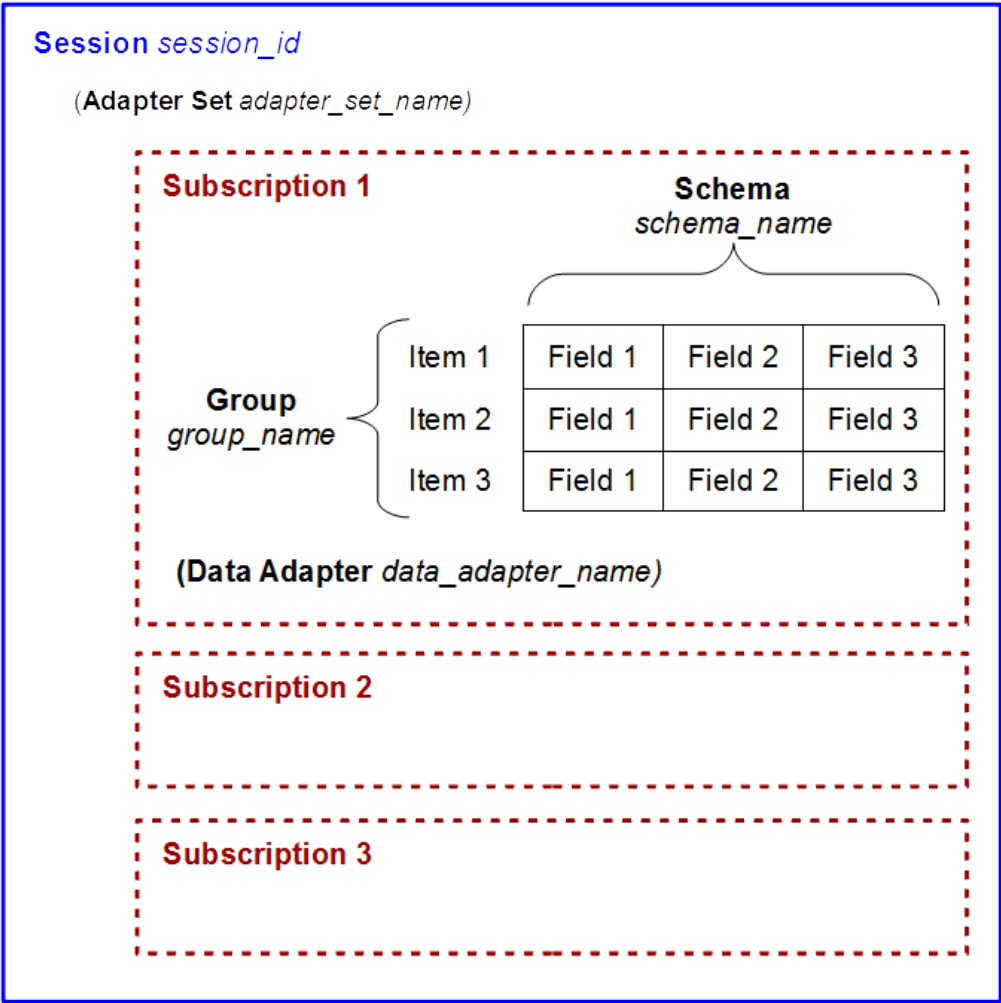 Session session_id
(Adapter Set adapter_set_name)
Subscription 1
Schema
schema_name
Group
group_name
Item 1 Field 1 Field 2 Field 3
Item 2 Field 1 Field 2 Field 3
Item 3 Field 1 Field 2 Field 3
(Data Adapter data_adapter_name)
Subscription 2
Subscription 3